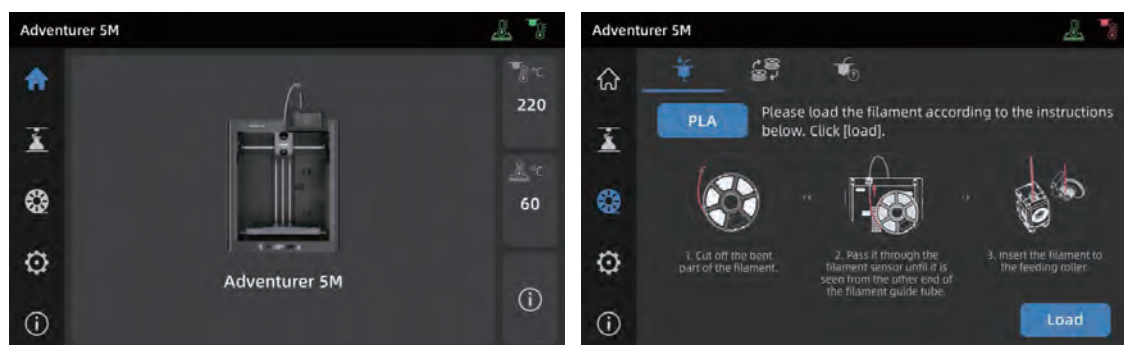 Adventurer 5M
°C
220
°C
60
Adventurer 5M
Adventurer 5M
PLA
Please load the filament according to the instructions
below. Click [load].
1. Cut off the bent
part of the filament.
2. Pass it through the
filament sensor until it is
seen from the other end of
the filament guide tube.
3. Insert the filament to
the feeding roller.
Load